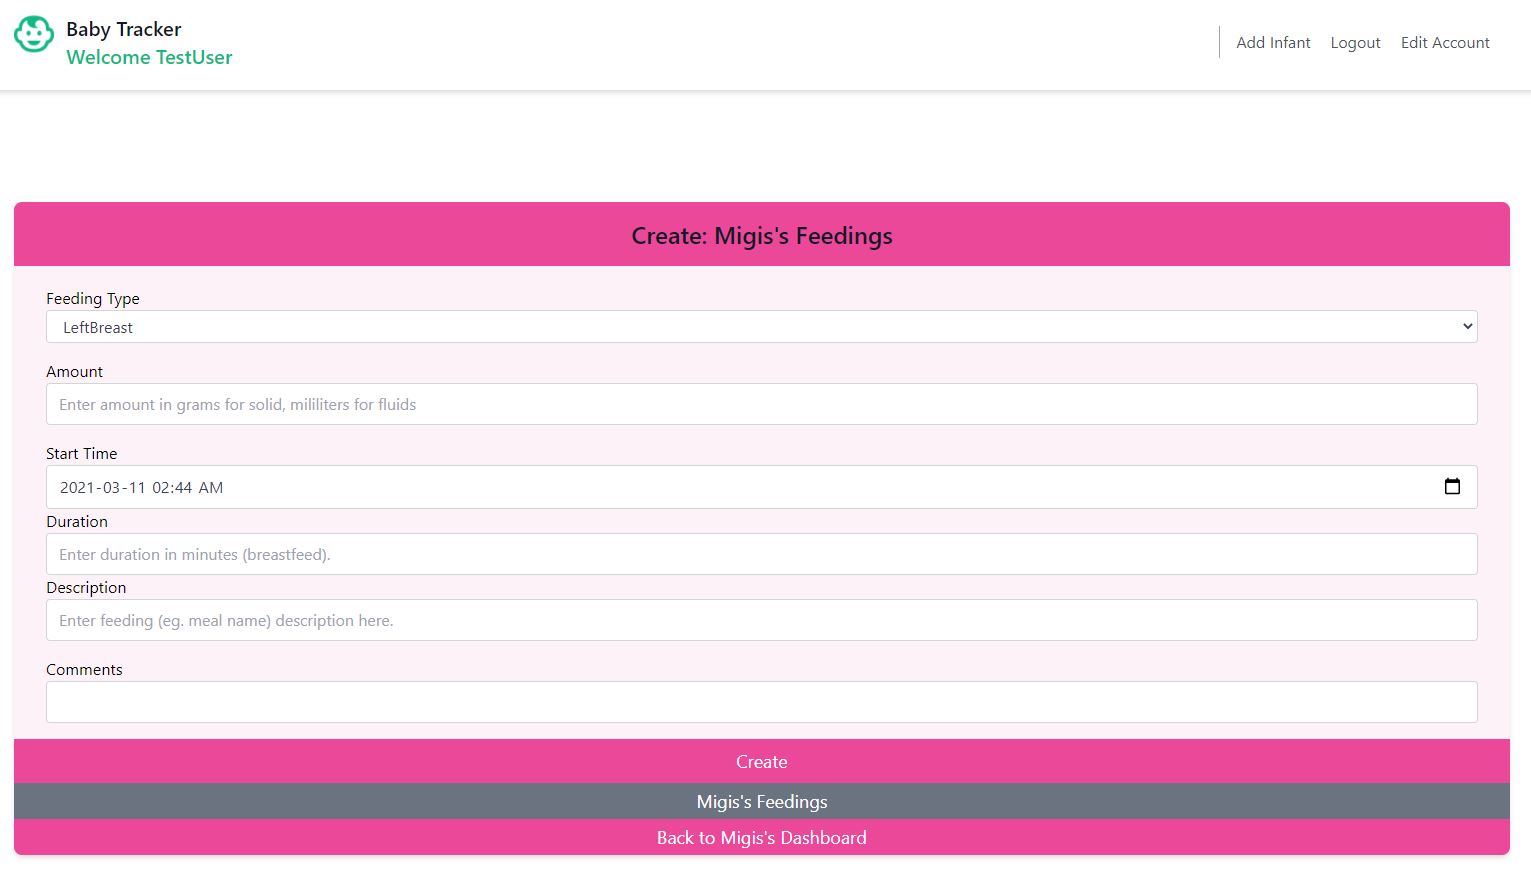 Baby Tracker
Welcome TestUser
Add Infant Logout Edit Account
Create: Migis's Feedings
Feeding Type
LeftBreast
Amount
Enter amount in grams for solid, mililiters for fluids
Start Time
2021-03-11 02:44 AM
Duration
Enter duration in minutes (breastfeed).
Description
Enter feeding (eg. meal name) description here.
Comments
Create
Migis's Feedings
Back to Migis's Dashboard